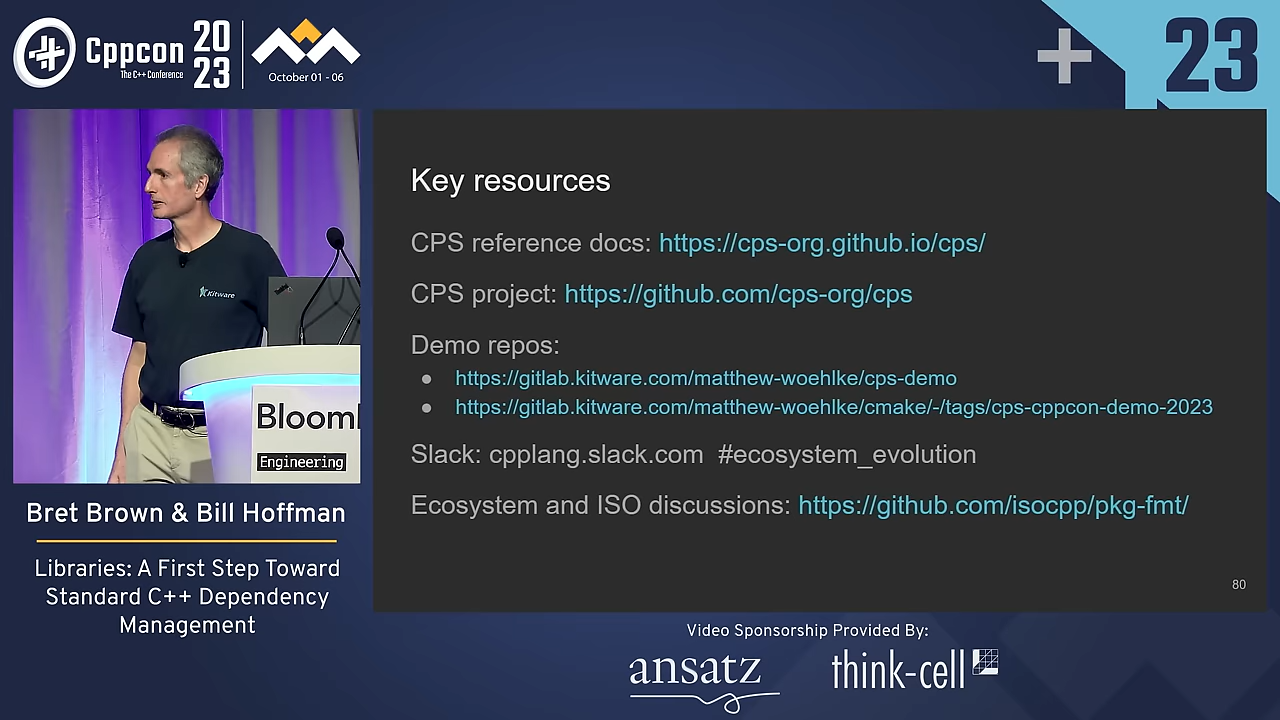 Cppcon
The C++ Conference
20
23
October 01 - 06
23
Kitware
Bloom
Engineering
Key resources
CPS reference docs: https://cps-org.github.io/cps/
CPS project: https://github.com/cps-org/cps
Demo repos:
● https://gitlab.kitware.com/matthew-woehlke/cps-demo
● https://gitlab.kitware.com/matthew-woehlke/cmake/-/tags/cps-cppcon-demo-2023
Slack: cpplang.slack.com #ecosystem_evolution
Ecosystem and ISO discussions: https://github.com/isocpp/pkg-fmt/
80
Bret Brown & Bill Hoffman
Libraries: A First Step Toward
Standard C++ Dependency
Management
Video Sponsorship Provided By:
ansatz
think-cell